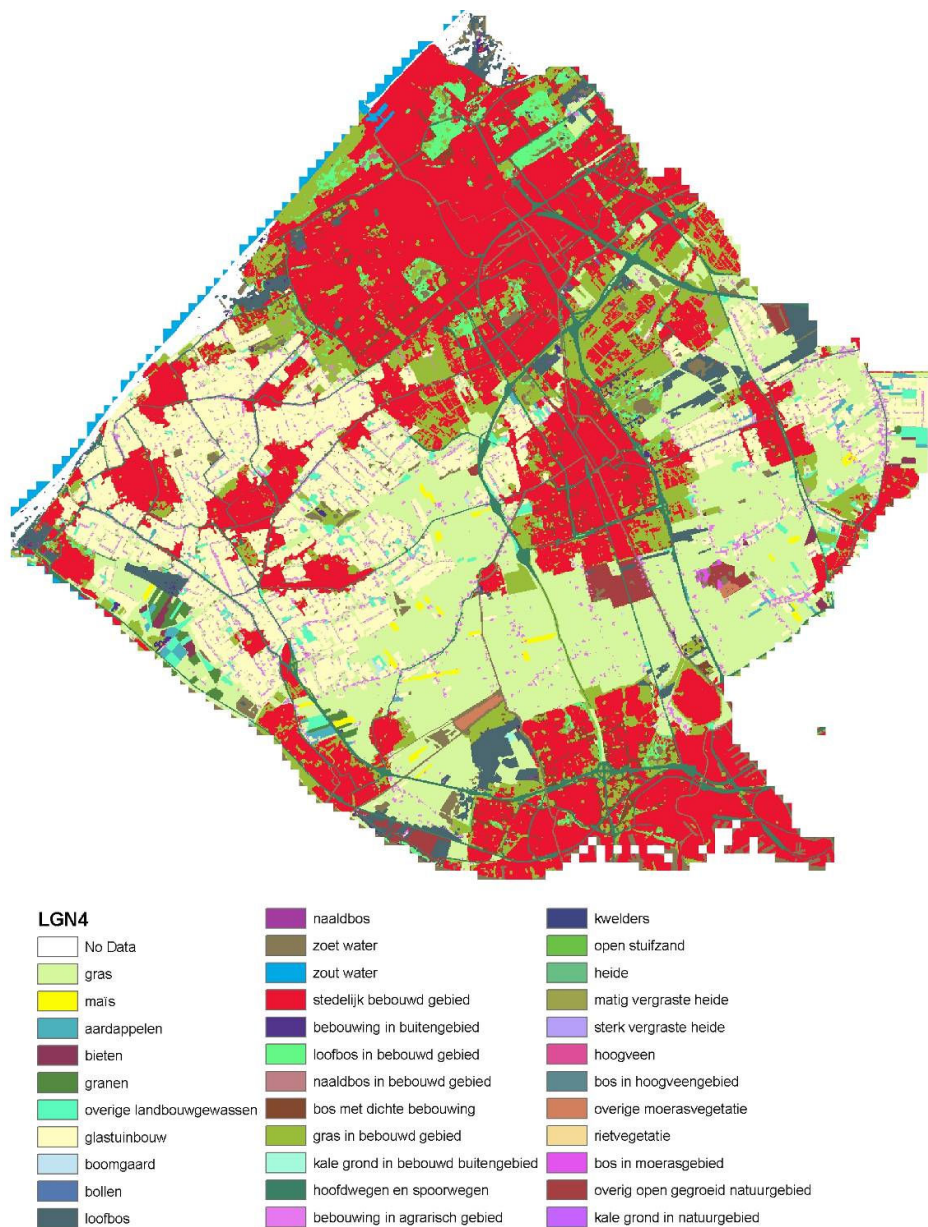 LGN4
No Data
gras
maïs
aardappelen
bieten
granen
overige landbouwgewassen
glastuinbouw
boomgaard
bollen
loofbos
naaldbos
zoet water
zout water
stedelijk bebouwd gebied
bebouwing in buitengebied
loofbos in bebouwd gebied
naaldbos in bebouwd gebied
bos met dichte bebouwing
gras in bebouwd gebied
kale grond in bebouwd buitengebied
hoofdwegen en spoorwegen
bebouwing in agrarisch gebied
kwelders
open stuifzand
heide
matig vergraste heide
sterk vergraste heide
hoogveen
bos in hoogveengebied
overige moerasvegetatie
rietvegetatie
bos in moerasgebied
overig open gegroeid natuurgebied
kale grond in natuurgebied